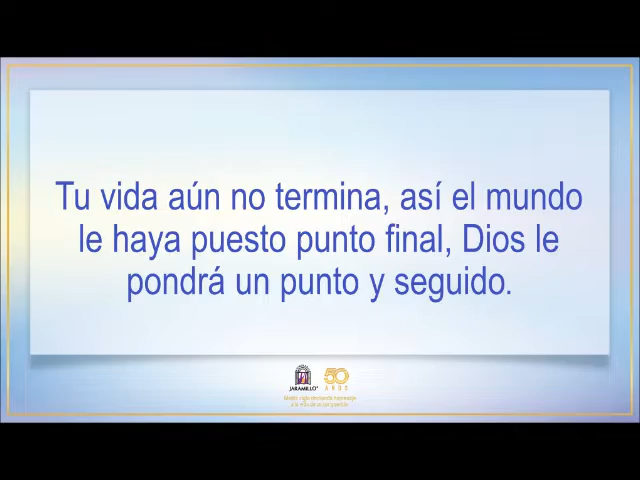 Tu vida aún no termina, así el mundo
le haya puesto punto final, Dios le
pondrá un punto y seguido.
JARAMILLO
50
AÑOS